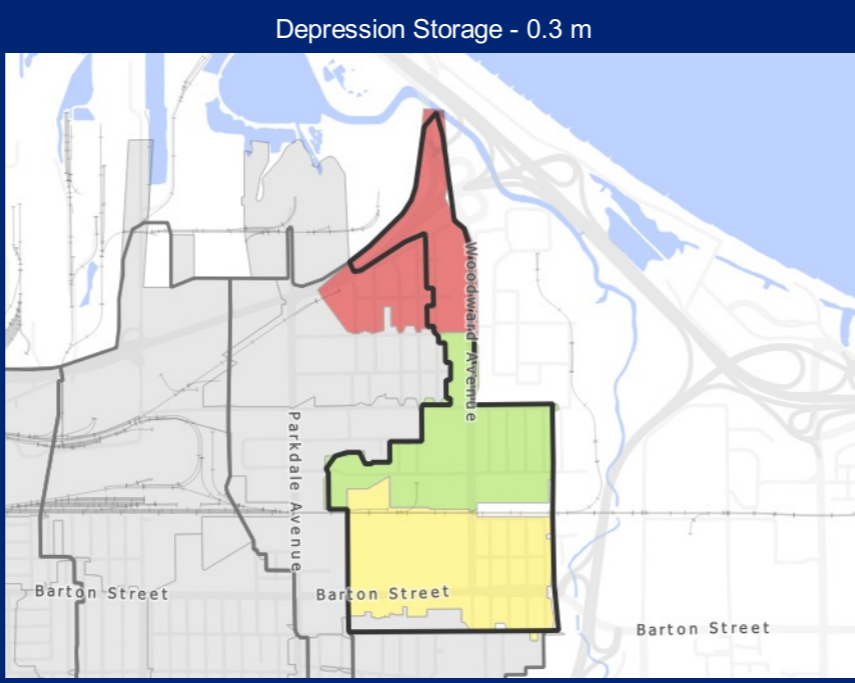 Depression Storage - 0.3 m
Woodward Avenue
Parkdale Avenue
Barton Street
Barton Street
Barton Street